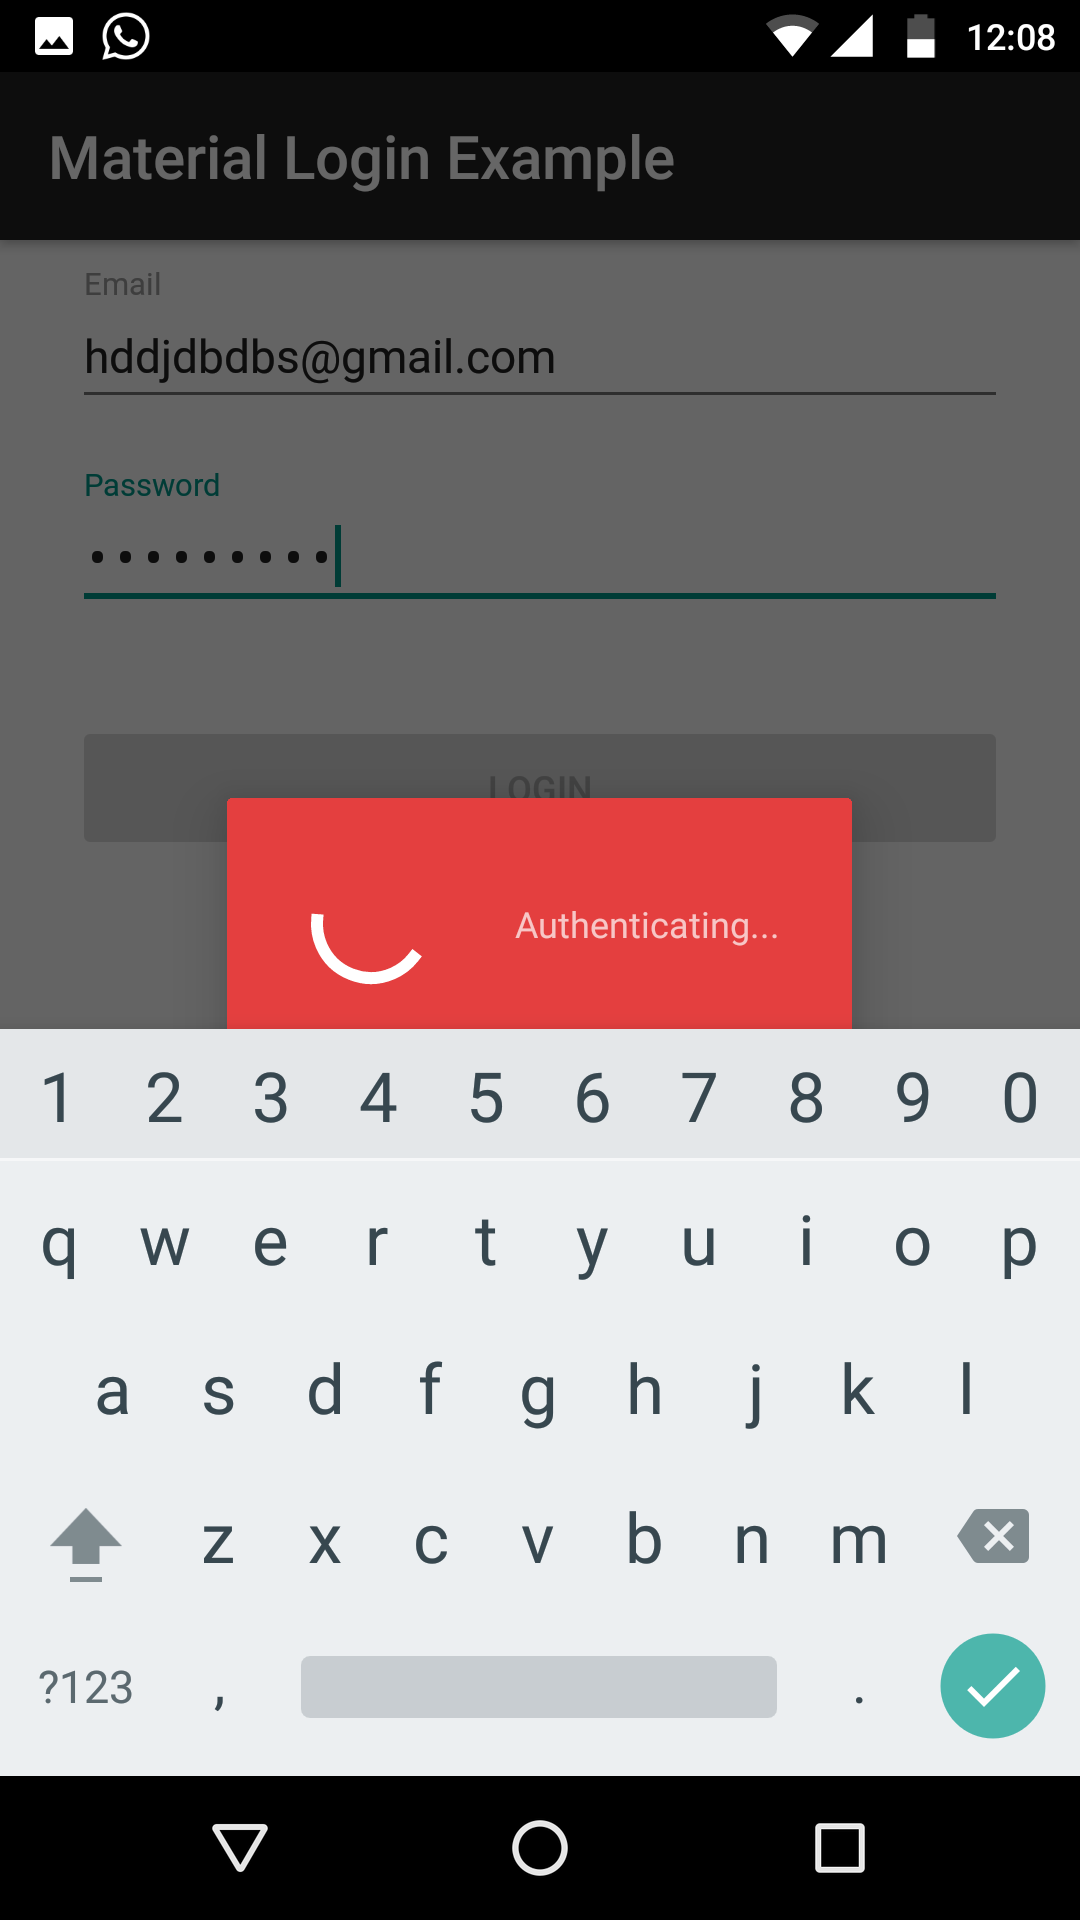 12:08
Material Login Example
Email
hddjdbdbs@gmail.com
Password
•••••••••
LOGIN
Authenticating...
1 2 3 4 5 6 7 8 9 0
q w e r t y u i o p
a s d f g h j k l
z x c v b n m
?123 , .